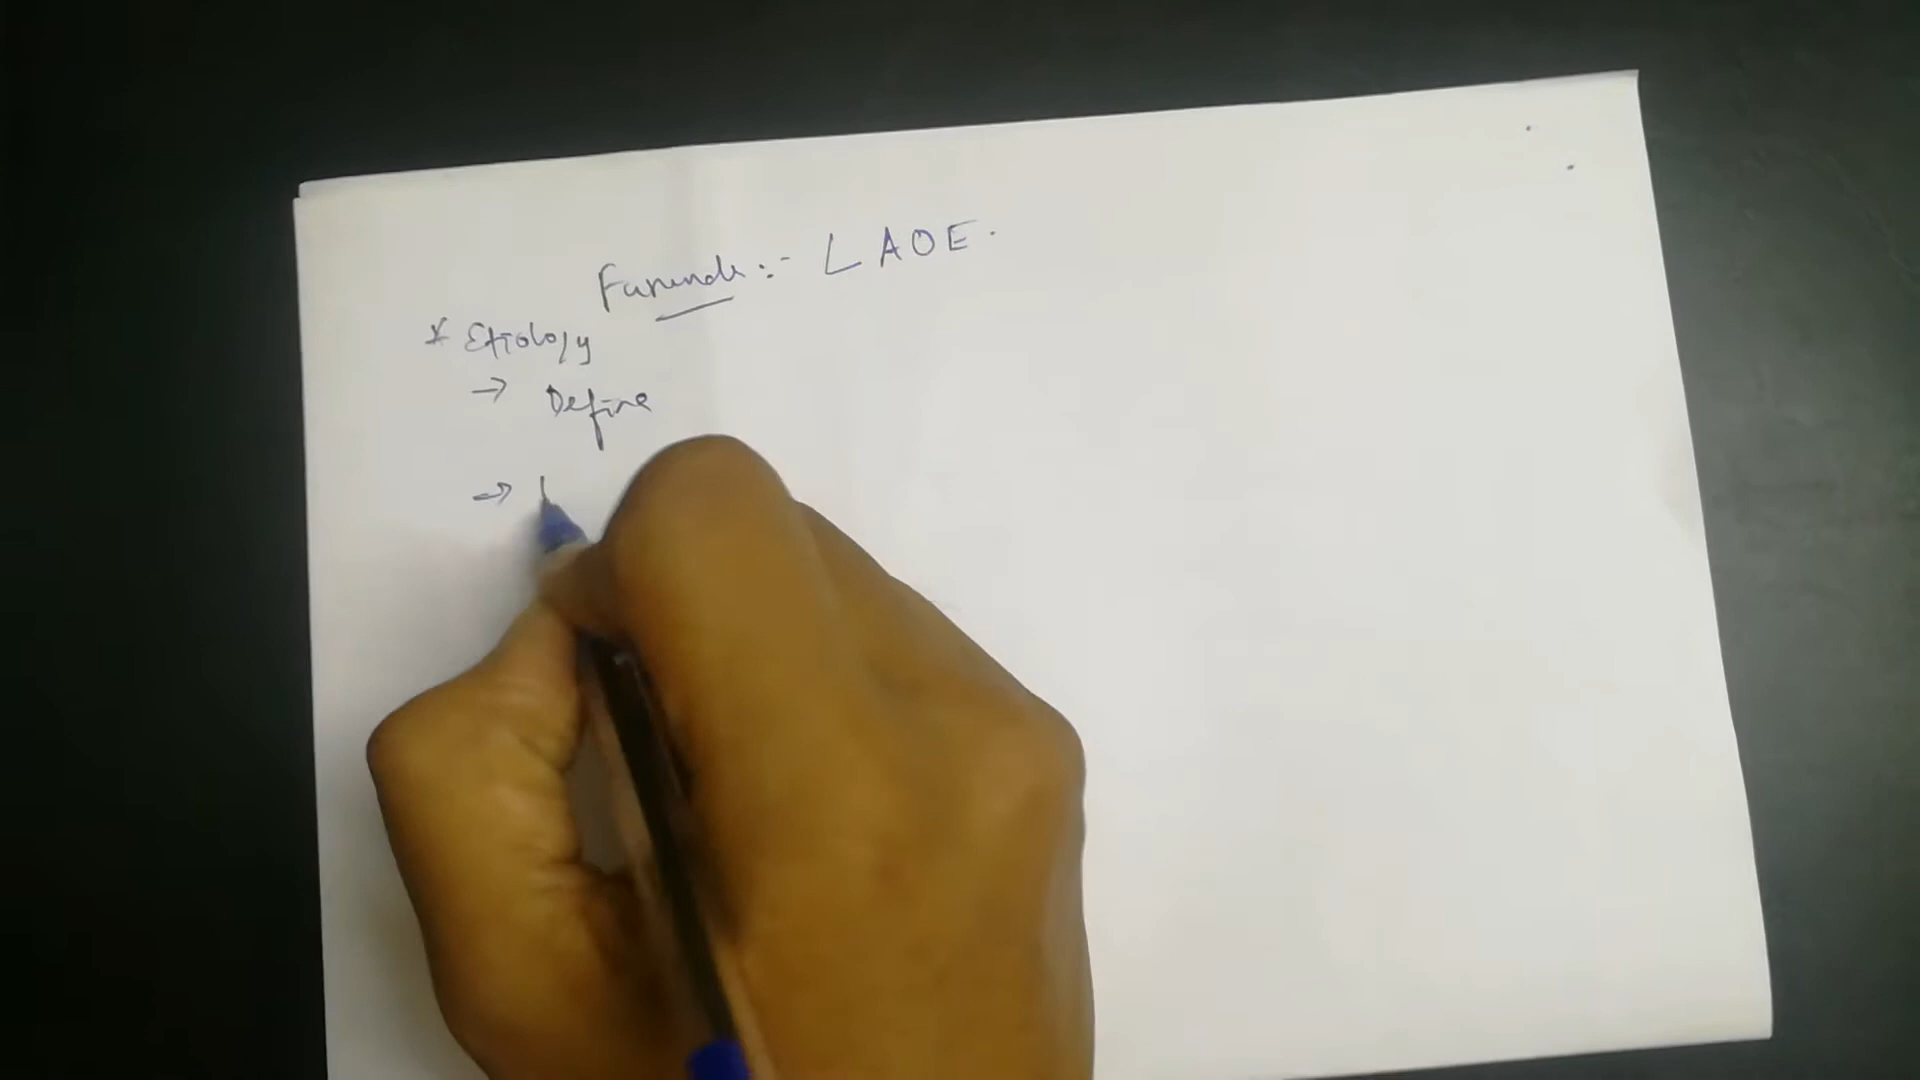 Furuncle :- LAOE.
* Etiology
→ Define
→